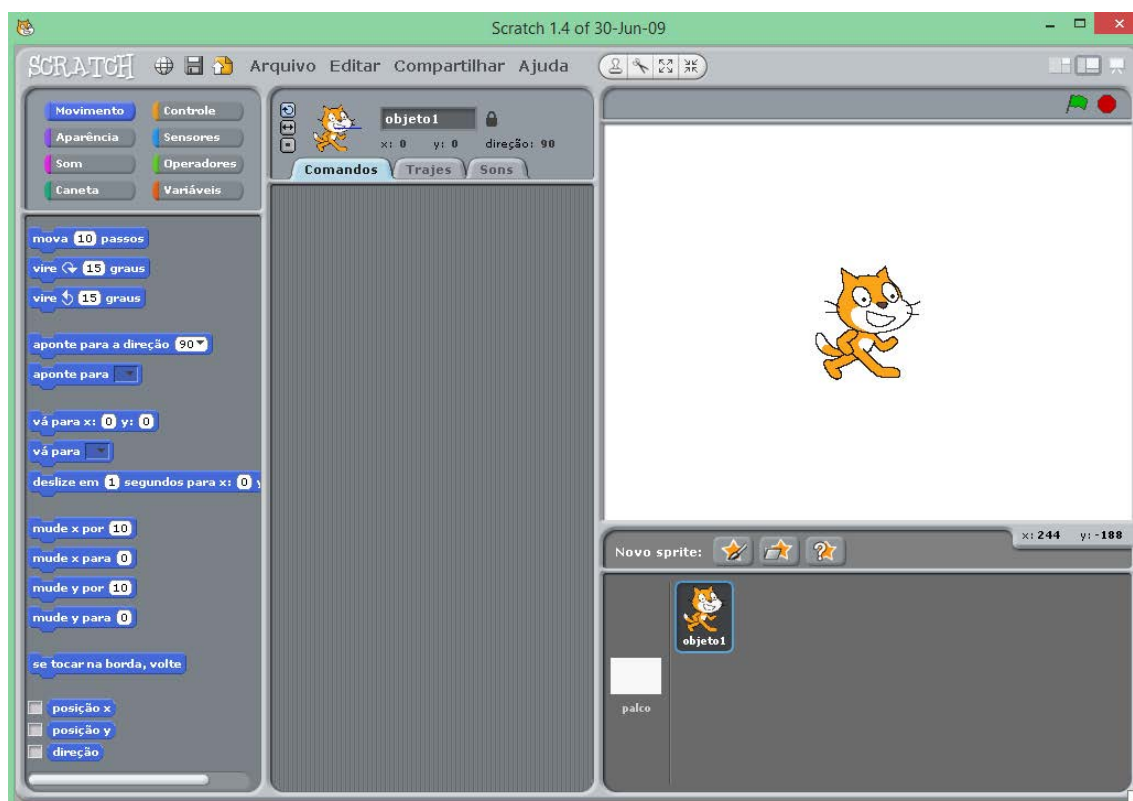 Scratch 1.4 of 30-Jun-09
SCRATCH Arquivo Editar Compartilhar Ajuda
Movimento Controle
Aparência Sensores
Som Operadores
Caneta Variáveis
mova 10 passos
vire 15 graus
vire 15 graus
aponte para a direção 90
aponte para
vá para x: 0 y: 0
vá para
deslize em 1 segundos para x: 0 y
mude x por 10
mude x para 0
mude y por 10
mude y para 0
se tocar na borda, volte
posição x
posição y
direção
objeto1
x: 0 y: 0 direção: 90
Comandos Trajes Sons
x: 244 y: -188
Novo sprite:
objeto1
palco